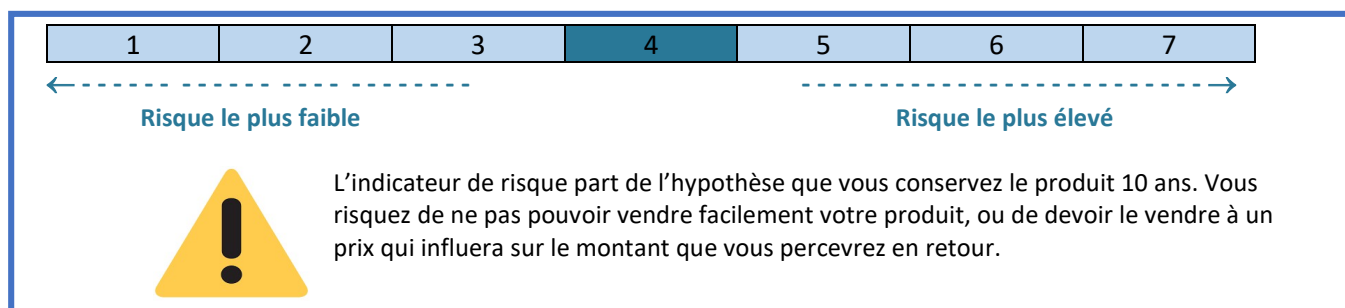 1 2 3 4 5 6 7
Risque le plus faible Risque le plus élevé
L’indicateur de risque part de l’hypothèse que vous conservez le produit 10 ans. Vous
risquez de ne pas pouvoir vendre facilement votre produit, ou de devoir le vendre à un
prix qui influera sur le montant que vous percevrez en retour.